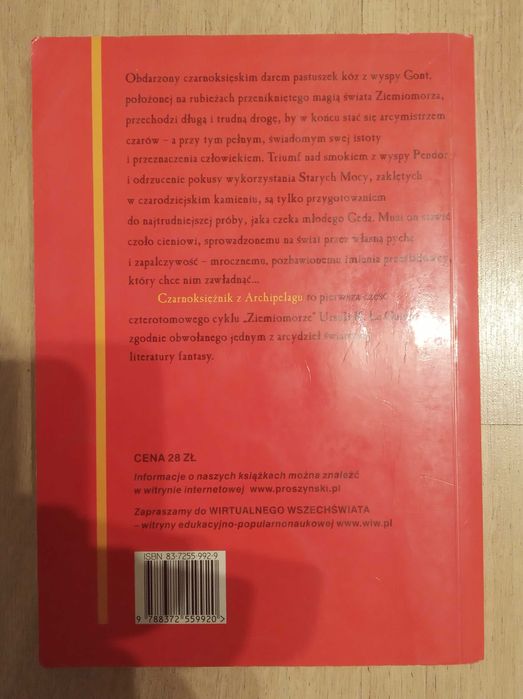 Obdarzony czarnoksięskim darem pastuszek kóz z wyspy Gont,
położonej na rubieżach przenikniętego magią świata Ziemiomorza,
przechodzi długą i trudną drogę, by w końcu stać się arcymistrzem
czarów – a przy tym pełnym, świadomym swej istoty
i przeznaczenia człowiekiem. Triumf nad smokiem z wyspy Pendor
i odrzucenie pokusy wykorzystania Starych Mocy, zaklętych
w czarodziejskim kamieniu, są tylko przygotowaniem
do najtrudniejszej próby, jaka czeka młodego Geda. Musi on stawić
czoło cieniowi, sprowadzonemu na świat przez własną pychę
i zapalczywość – mrocznemu, pozbawionemu imienia prześladowcy,
który chce nim zawładnąć...
Czarnoksiężnik z Archipelagu to pierwsza część
czterotomowego cyklu „Ziemiomorze" Ursuli K. Le Guin,
zgodnie obwołanego jednym z arcydzieł światowej
literatury fantasy.
CENA 28 ZŁ
Informacje o naszych książkach można znaleźć
w witrynie internetowej www.proszynski.pl
Zapraszamy do WIRTUALNEGO WSZECHŚWIATA
– witryny edukacyjno-popularnonaukowej www.wiw.pl
ISBN 83-7255-992-9
9 788372 559920 >